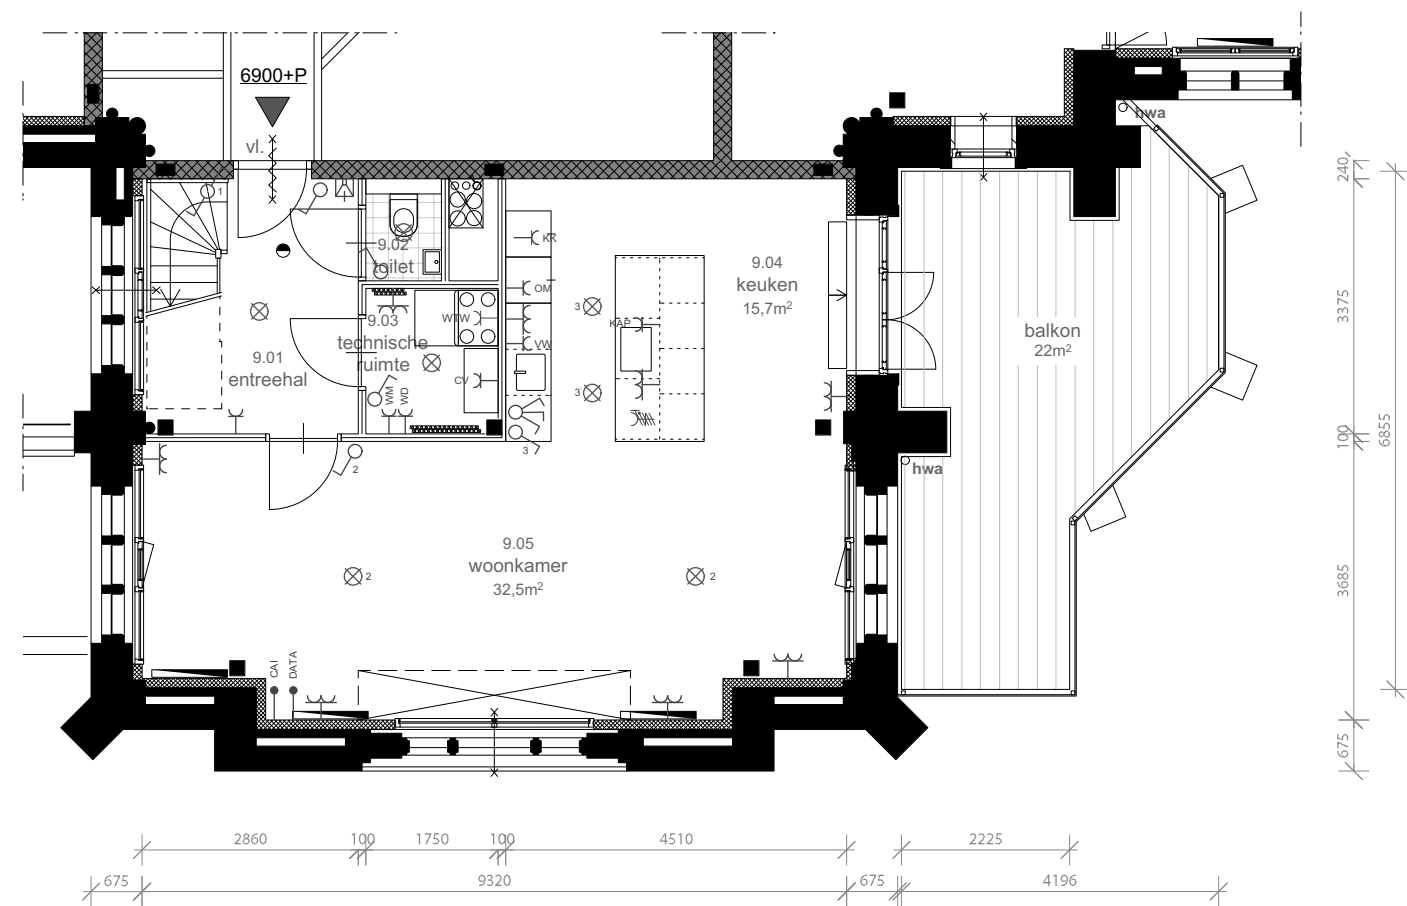 6900+P
vl.
hwa
1
9.02
toilet
KK
OM
VW
9.04
keuken
15,7m²
3
KAP
3
9.03
technische
ruimte
WTW
CV
WM
WD
9.01
entreehal
balkon
22m²
hwa
2
3
9.05
woonkamer
32,5m²
2
2
CAI
DATA
240
3375
100
6855
3685
675
2860
100
1750
100
4510
2225
675
9320
675
4196